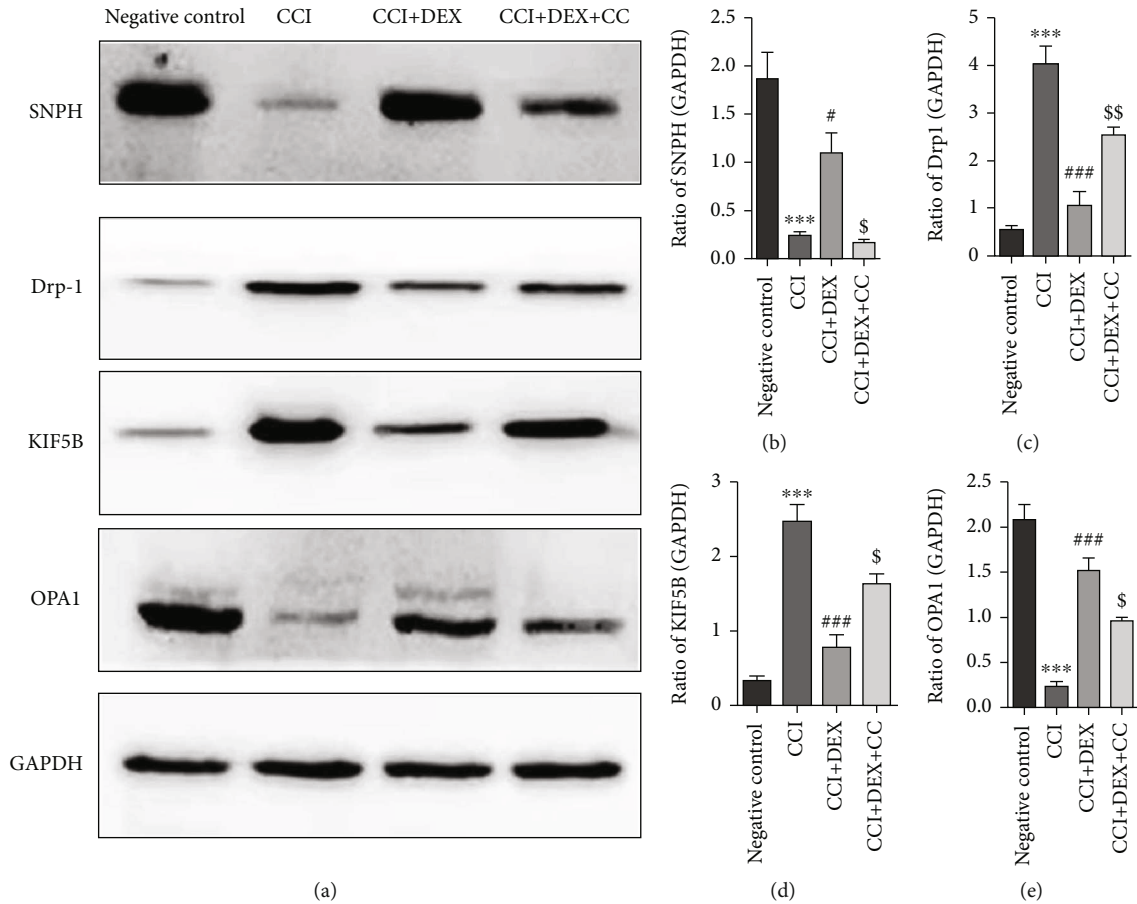 Negative control CCI CCI+DEX CCI+DEX+CC
SNPH
Drp-1
KIF5B
OPA1
GAPDH
(a)
Ratio of SNPH (GAPDH)
2.5
2.0
1.5
1.0
0.5
0.0
***
#
$
Negative control
CCI
CCI+DEX
CCI+DEX+CC
(b)
Ratio of Drp1 (GAPDH)
5
4
3
2
1
0
***
###
$$
Negative control
CCI
CCI+DEX
CCI+DEX+CC
(c)
Ratio of KIF5B (GAPDH)
3
2
1
0
***
###
$
Negative control
CCI
CCI+DEX
CCI+DEX+CC
(d)
Ratio of OPA1 (GAPDH)
2.5
2.0
1.5
1.0
0.5
0.0
***
###
$
Negative control
CCI
CCI+DEX
CCI+DEX+CC
(e)